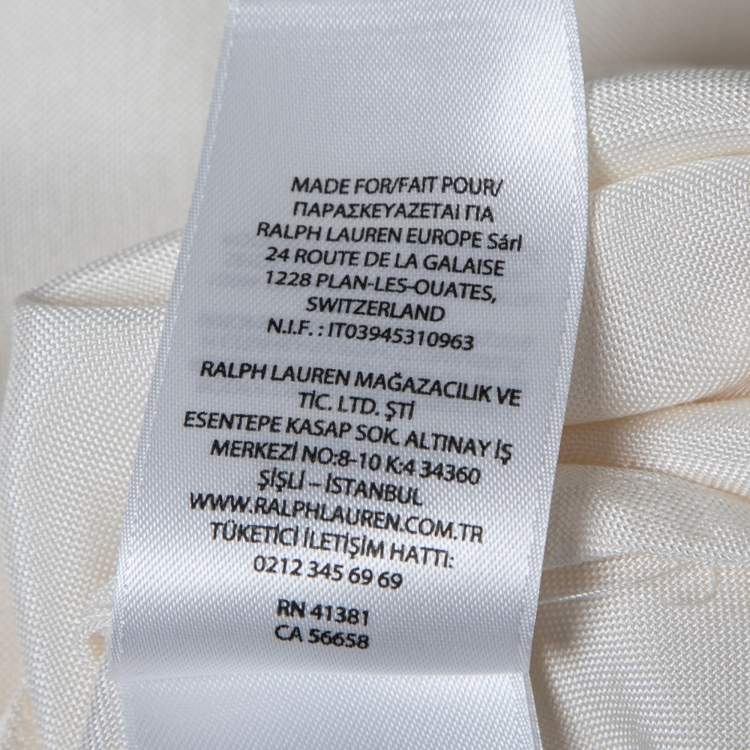 MADE FOR/FAIT POUR/
ΠΑΡΑΣΚΕΥΑΖΕΤΑΙ ΓΙΑ
RALPH LAUREN EUROPE Sárl
24 ROUTE DE LA GALAISE
1228 PLAN-LES-OUATES,
SWITZERLAND
N.I.F. : IT03945310963
RALPH LAUREN MAĞAZACILIK VE
TİC. LTD. ŞTİ
ESENTEPE KASAP SOK. ALTINAY İŞ
MERKEZİ NO:8-10 K:4 34360
ŞİŞLİ – İSTANBUL
WWW.RALPHLAUREN.COM.TR
TÜKETİCİ İLETİŞİM HATTI:
0212 345 69 69
RN 41381
CA 56658